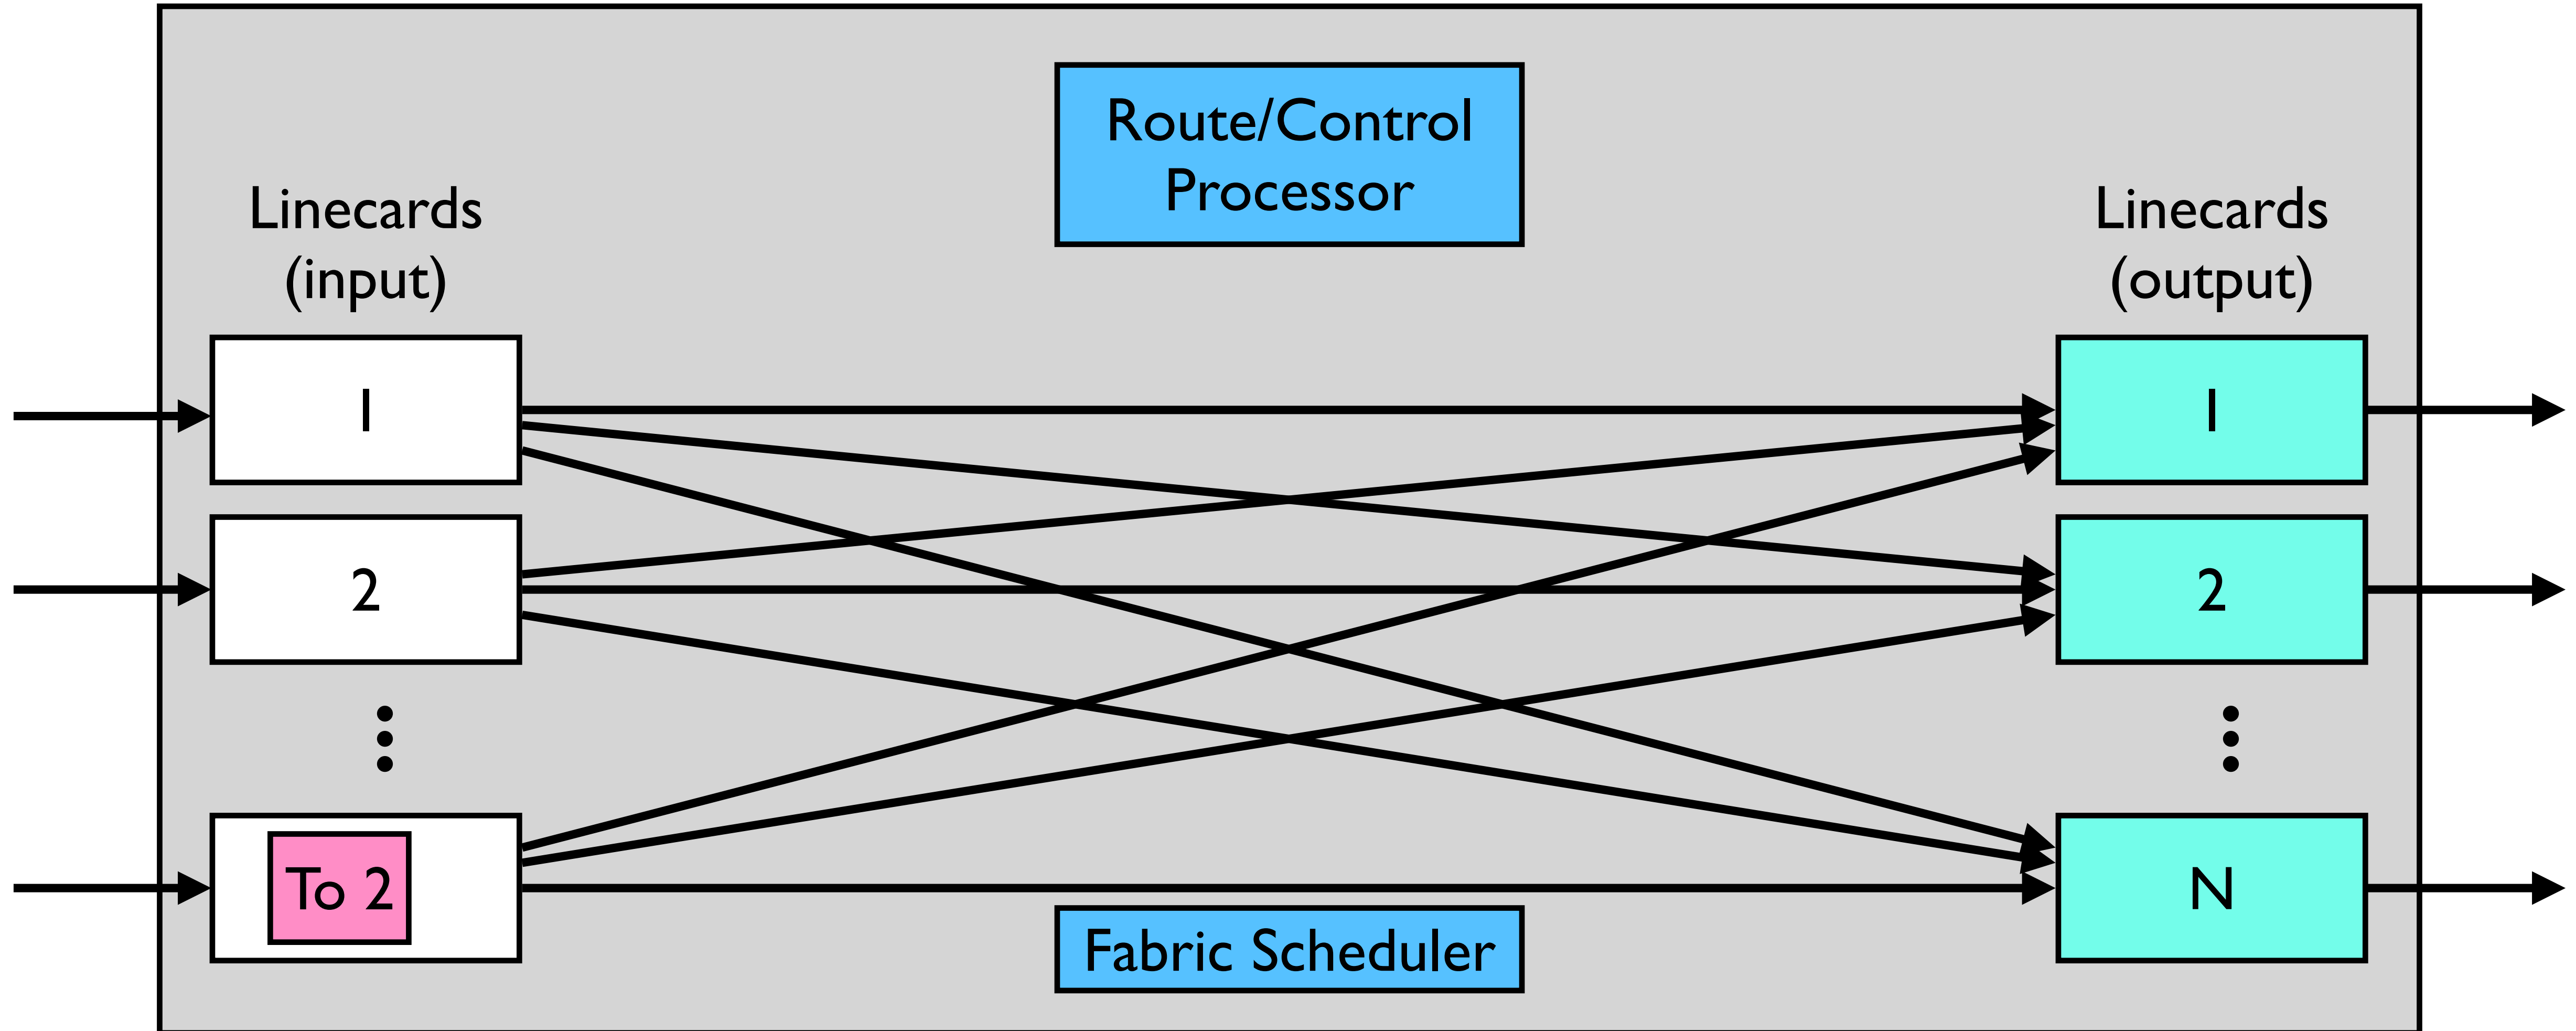 Route/Control
Processor
Linecards
(input)
Linecards
(output)
1
1
2
2
To 2
N
Fabric Scheduler